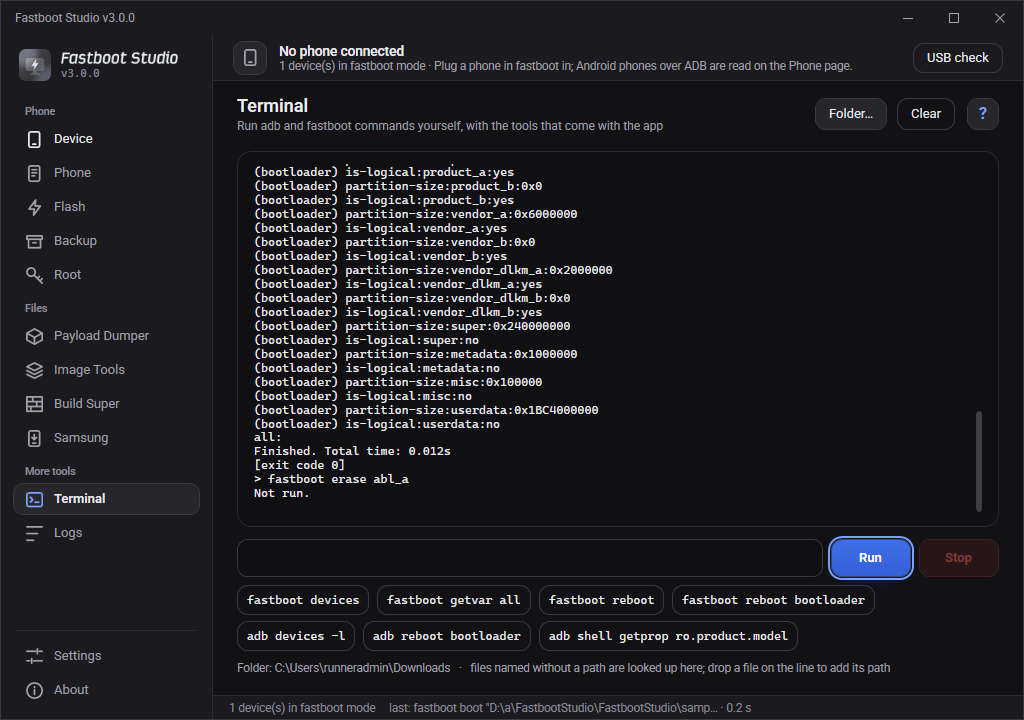 Fastboot Studio v3.0.0
Fastboot Studio
v3.0.0
No phone connected
1 device(s) in fastboot mode · Plug a phone in fastboot in; Android phones over ADB are read on the Phone page.
USB check
Phone
Device
Phone
Flash
Backup
Root
Files
Payload Dumper
Image Tools
Build Super
Samsung
More tools
Terminal
Logs
Settings
About
Terminal
Run adb and fastboot commands yourself, with the tools that come with the app
Folder...
Clear
?
(bootloader) is-logical:product_a:yes
(bootloader) partition-size:product_b:0x0
(bootloader) is-logical:product_b:yes
(bootloader) partition-size:vendor_a:0x6000000
(bootloader) is-logical:vendor_a:yes
(bootloader) partition-size:vendor_b:0x0
(bootloader) is-logical:vendor_b:yes
(bootloader) partition-size:vendor_dlkm_a:0x2000000
(bootloader) is-logical:vendor_dlkm_a:yes
(bootloader) partition-size:vendor_dlkm_b:0x0
(bootloader) is-logical:vendor_dlkm_b:yes
(bootloader) partition-size:super:0x240000000
(bootloader) is-logical:super:no
(bootloader) partition-size:metadata:0x1000000
(bootloader) is-logical:metadata:no
(bootloader) partition-size:misc:0x100000
(bootloader) is-logical:misc:no
(bootloader) partition-size:userdata:0x1BC4000000
(bootloader) is-logical:userdata:no
all:
Finished. Total time: 0.012s
[exit code 0]
> fastboot erase abl_a
Not run.
Run
Stop
fastboot devices
fastboot getvar all
fastboot reboot
fastboot reboot bootloader
adb devices -l
adb reboot bootloader
adb shell getprop ro.product.model
Folder: C:\Users\runneradmin\Downloads · files named without a path are looked up here; drop a file on the line to add its path
1 device(s) in fastboot mode
last: fastboot boot "D:\a\FastbootStudio\FastbootStudio\samp... · 0.2 s